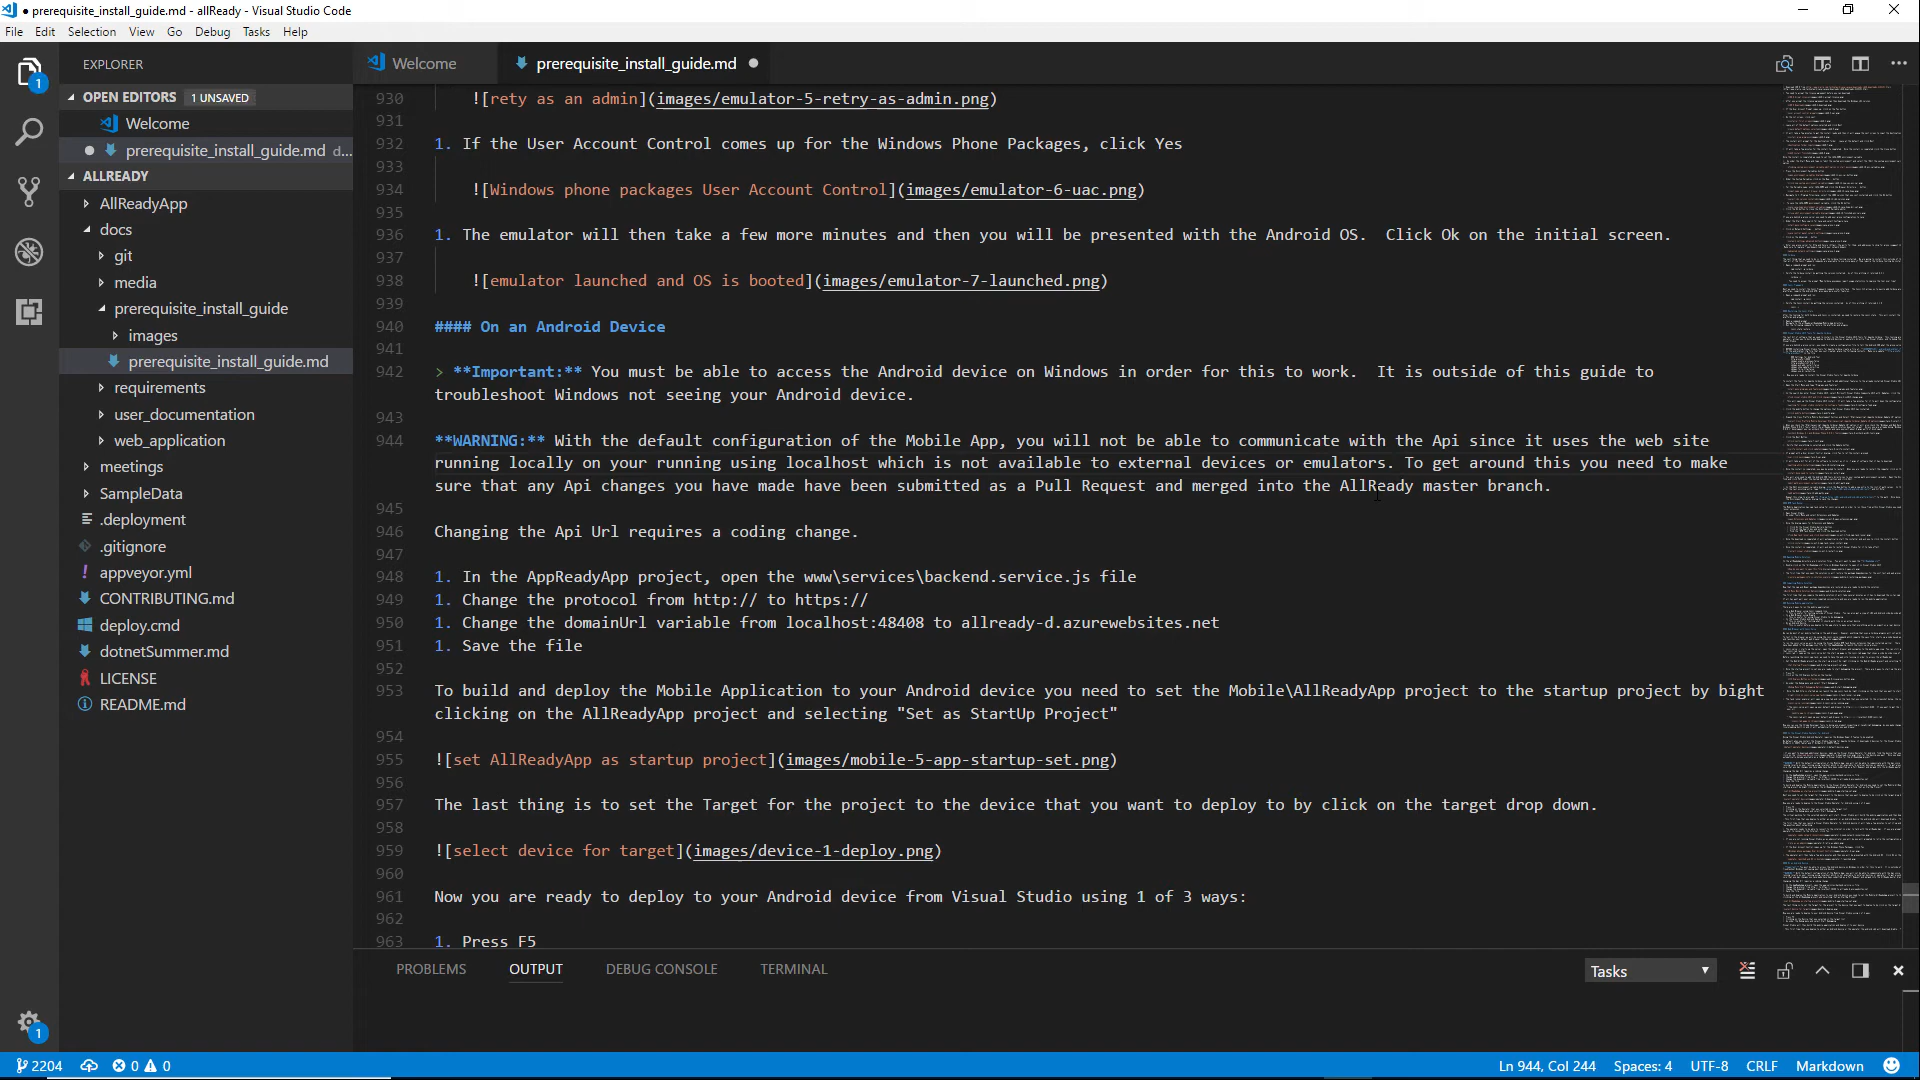 prerequisite_install_guide.md - allReady - Visual Studio Code
File Edit Selection View Go Debug Tasks Help
EXPLORER
OPEN EDITORS 1 UNSAVED
Welcome
prerequisite_install_guide.md d...
ALLREADY
AllReadyApp
docs
git
media
prerequisite_install_guide
images
prerequisite_install_guide.md
requirements
user_documentation
web_application
meetings
SampleData
.deployment
.gitignore
appveyor.yml
CONTRIBUTING.md
deploy.cmd
dotnetSummer.md
LICENSE
README.md
1
1
Welcome prerequisite_install_guide.md
930 ![rety as an admin](images/emulator-5-retry-as-admin.png)
931
932 1. If the User Account Control comes up for the Windows Phone Packages, click Yes
933
934 ![Windows phone packages User Account Control](images/emulator-6-uac.png)
935
936 1. The emulator will then take a few more minutes and then you will be presented with the Android OS.  Click Ok on the initial screen.
937
938 ![emulator launched and OS is booted](images/emulator-7-launched.png)
939
940 #### On an Android Device
941
942 > **Important:** You must be able to access the Android device on Windows in order for this to work.  It is outside of this guide to
troubleshoot Windows not seeing your Android device.
943
944 **WARNING:** With the default configuration of the Mobile App, you will not be able to communicate with the Api since it uses the web site
running locally on your running using localhost which is not available to external devices or emulators. To get around this you need to make
sure that any Api changes you have made have been submitted as a Pull Request and merged into the AllReady master branch.
945
946 Changing the Api Url requires a coding change.
947
948 1. In the AppReadyApp project, open the www\services\backend.service.js file
949 1. Change the protocol from http:// to https://
950 1. Change the domainUrl variable from localhost:48408 to allready-d.azurewebsites.net
951 1. Save the file
952
953 To build and deploy the Mobile Application to your Android device you need to set the Mobile\AllReadyApp project to the startup project by bight
clicking on the AllReadyApp project and selecting "Set as StartUp Project"
954
955 ![set AllReadyApp as startup project](images/mobile-5-app-startup-set.png)
956
957 The last thing is to set the Target for the project to the device that you want to deploy to by click on the target drop down.
958
959 ![select device for target](images/device-1-deploy.png)
960
961 Now you are ready to deploy to your Android device from Visual Studio using 1 of 3 ways:
962
963 1. Press F5
PROBLEMS OUTPUT DEBUG CONSOLE TERMINAL Tasks
2204 0 0 Ln 944, Col 244 Spaces: 4 UTF-8 CRLF Markdown